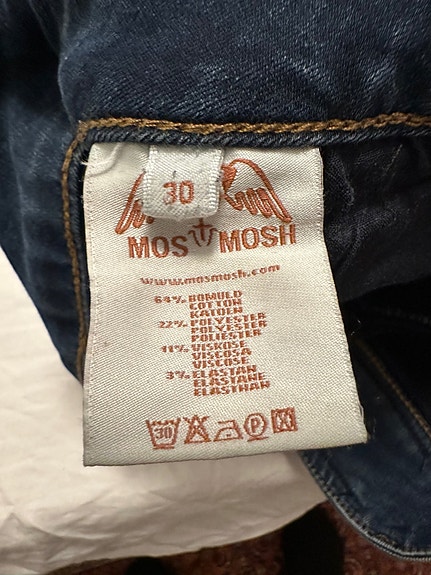 30
MOS MOSH
www.mosmosh.com
64% BOMULD
COTTON
KATOEN
22% POLYESTER
POLYESTER
POLIESTER
11% VISKOSE
VISCOSA
VISCOSE
3% ELASTAN
ELASTANE
ELASTHAN
30 P